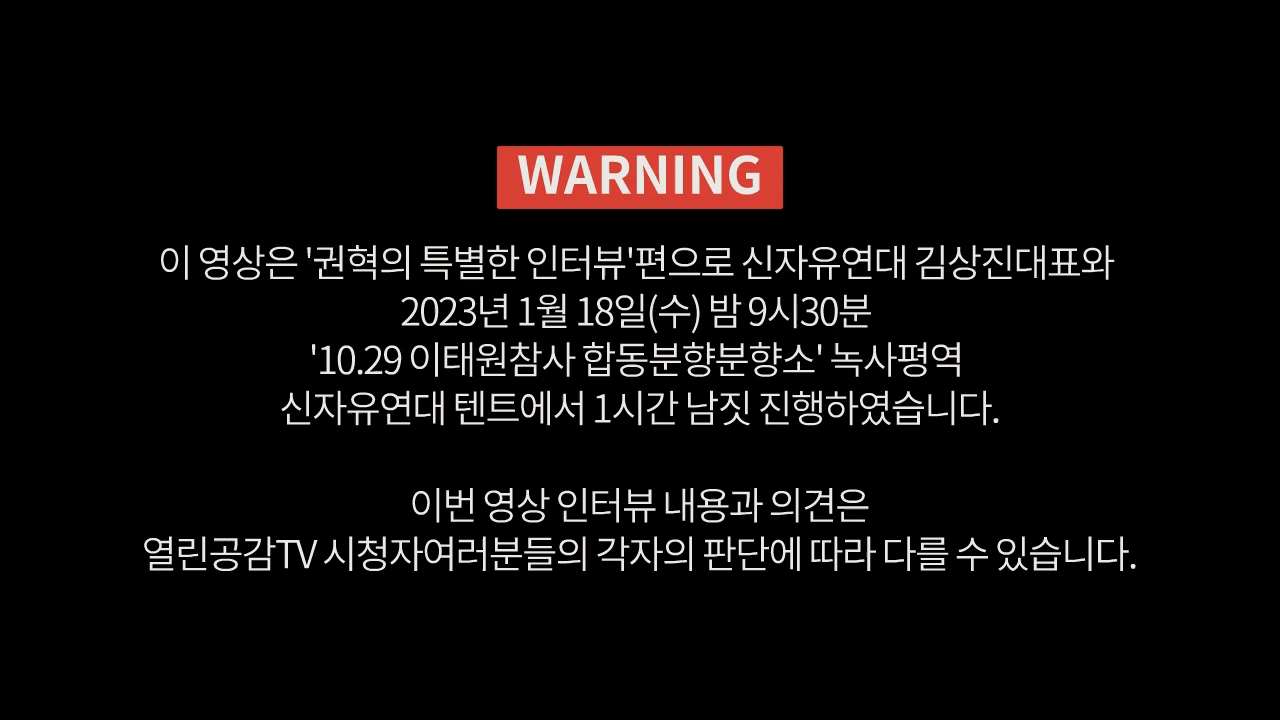 WARNING
이 영상은 '권혁의 특별한 인터뷰'편으로 신자유연대 김상진대표와
2023년 1월 18일(수) 밤 9시30분
'10.29 이태원참사 합동분향분향소' 녹사평역
신자유연대 텐트에서 1시간 남짓 진행하였습니다.
이번 영상 인터뷰 내용과 의견은
열린공감TV 시청자여러분들의 각자의 판단에 따라 다를 수 있습니다.